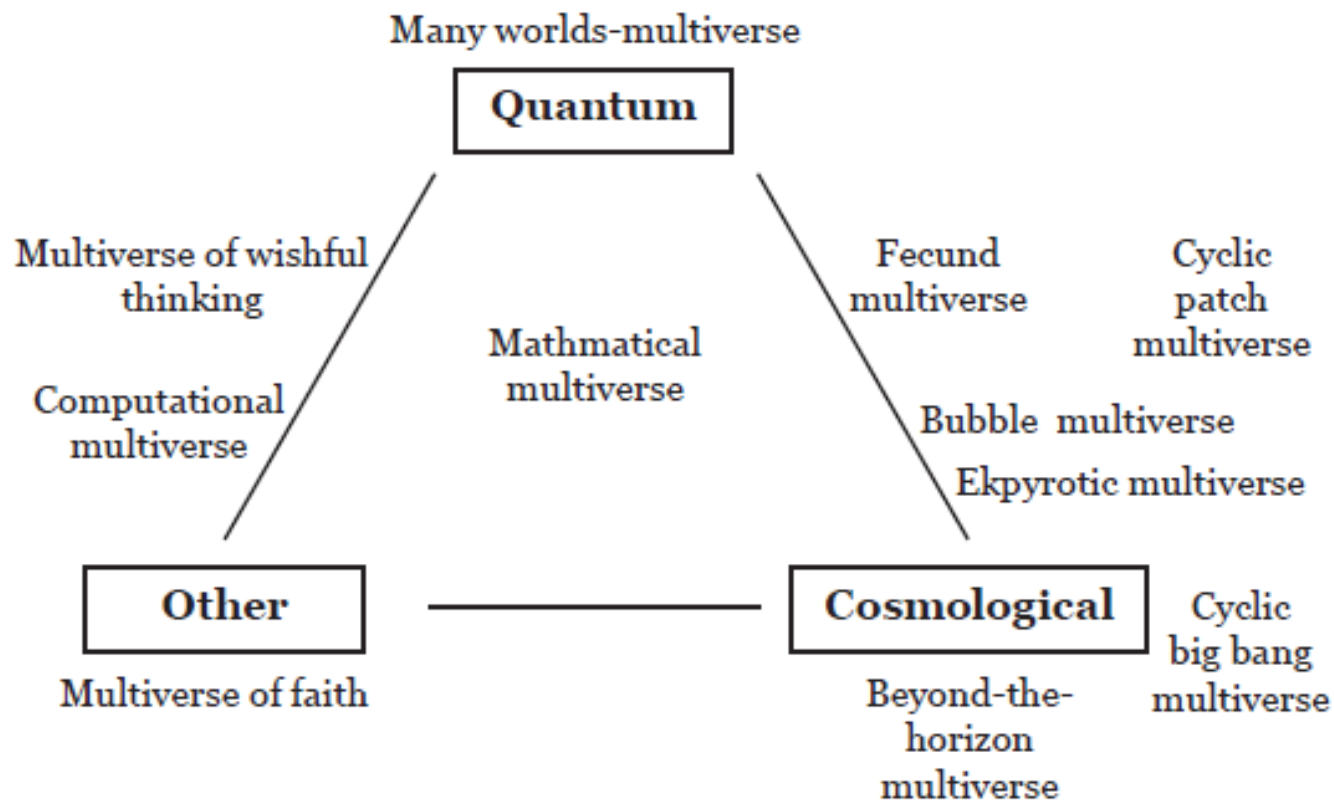 Many worlds-multiverse
Quantum
Multiverse of wishful
thinking
Fecund
multiverse
Cyclic
patch
multiverse
Mathmatical
multiverse
Computational
multiverse
Bubble multiverse
Ekpyrotic multiverse
Other
Cosmological
Cyclic
big bang
multiverse
Multiverse of faith
Beyond-the-
horizon
multiverse